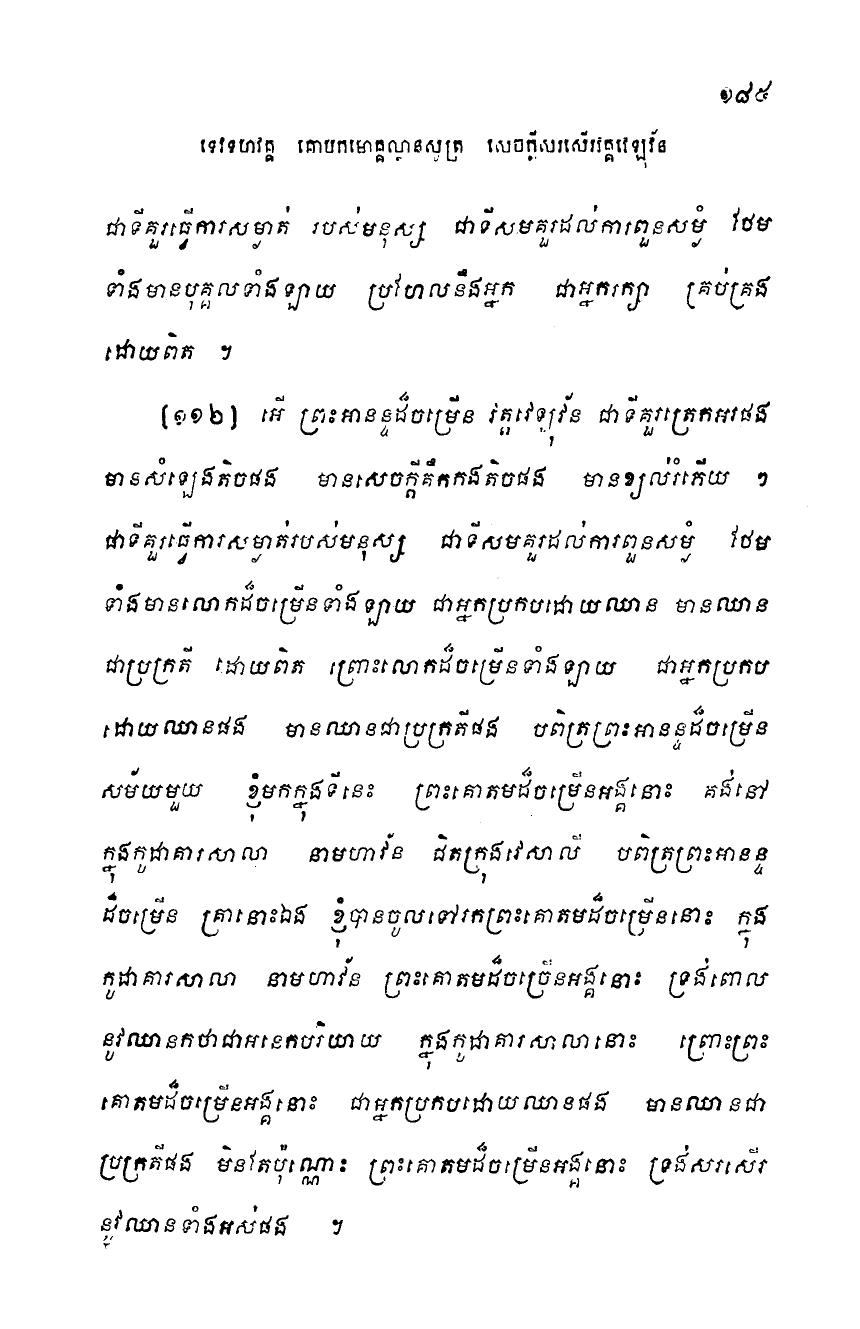 ១៨៥
ទេវទហវគ្គ គោបកមោគ្គល្លានសូត្រ សេចក្តីសរសើរវត្តវេឡុវ័ន
ជាទីគួរធ្វើការសម្ងាត់ របស់មនុស្ស ជាទីសមគួរដល់ការពួនសម្ងំ ថែម
ទាំងមានបុគ្គលទាំងឡាយ ប្រហែលនឹងអ្នក ជាអ្នករក្សា គ្រប់គ្រង
ដោយពិត ។
[១១២] អើ ព្រះអានន្ទដ៏ចម្រើន វត្តវេឡុវ័ន ជាទីគួរត្រេកអរផង
មានសំឡេងតិចផង មានសេចក្តីគឹកកងតិចផង មានខ្យល់រំភើយ ៗ
ជាទីគួរធ្វើការសម្ងាត់របស់មនុស្ស ជាទីសមគួរដល់ការពួនសម្ងំ ថែម
ទាំងមានលោកដ៏ចម្រើនទាំងឡាយ ជាអ្នកប្រកបដោយឈាន មានឈាន
ជាប្រក្រតី ដោយពិត ព្រោះលោកដ៏ចម្រើនទាំងឡាយ ជាអ្នកប្រកប
ដោយឈានផង មានឈានជាប្រក្រតីផង បពិត្រព្រះអានន្ទដ៏ចម្រើន
សម័យមួយ ខ្ញុំមកក្នុងទីនេះ ព្រះគោតមដ៏ចម្រើនអង្គនោះ គង់នៅ
ក្នុងកូដាគារសាលា នាមហាវ័ន ជិតក្រុងវេសាលី បពិត្រព្រះអានន្ទ
ដ៏ចម្រើន គ្រានោះឯង ខ្ញុំបានចូលទៅរកព្រះគោតមដ៏ចម្រើននោះ ក្នុង
កូដាគារសាលា នាមហាវ័ន ព្រះគោតមដ៏ចម្រើនអង្គនោះ ទ្រង់ពោល
នូវឈានកថាជាអនេកបរិយាយ ក្នុងកូដាគារសាលានោះ ព្រោះព្រះ
គោតមដ៏ចម្រើនអង្គនោះ ជាអ្នកប្រកបដោយឈានផង មានឈានជា
ប្រក្រតីផង មិនតែប៉ុណ្ណោះ ព្រះគោតមដ៏ចម្រើនអង្គនោះ ទ្រង់សរសើរ
នូវឈានទាំងអស់ផង ។